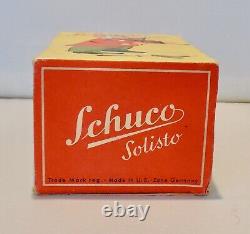 Schuco
Solisto
Trade Mark reg. - Made in U.S.-Zone Germany